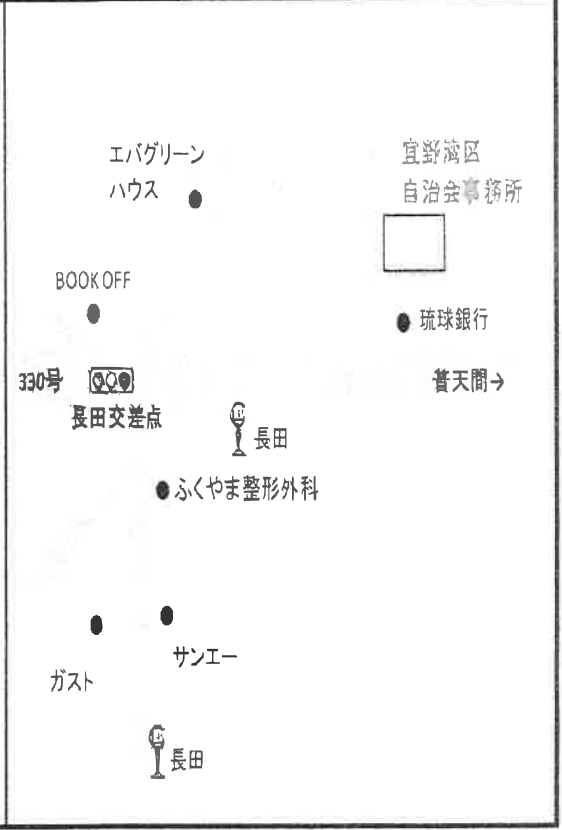 エバグリーン
ハウス
宜野湾区
自治会事務所
BOOK OFF
琉球銀行
330号
普天間→
長田交差点
長田
ふくやま整形外科
サンエー
ガスト
長田